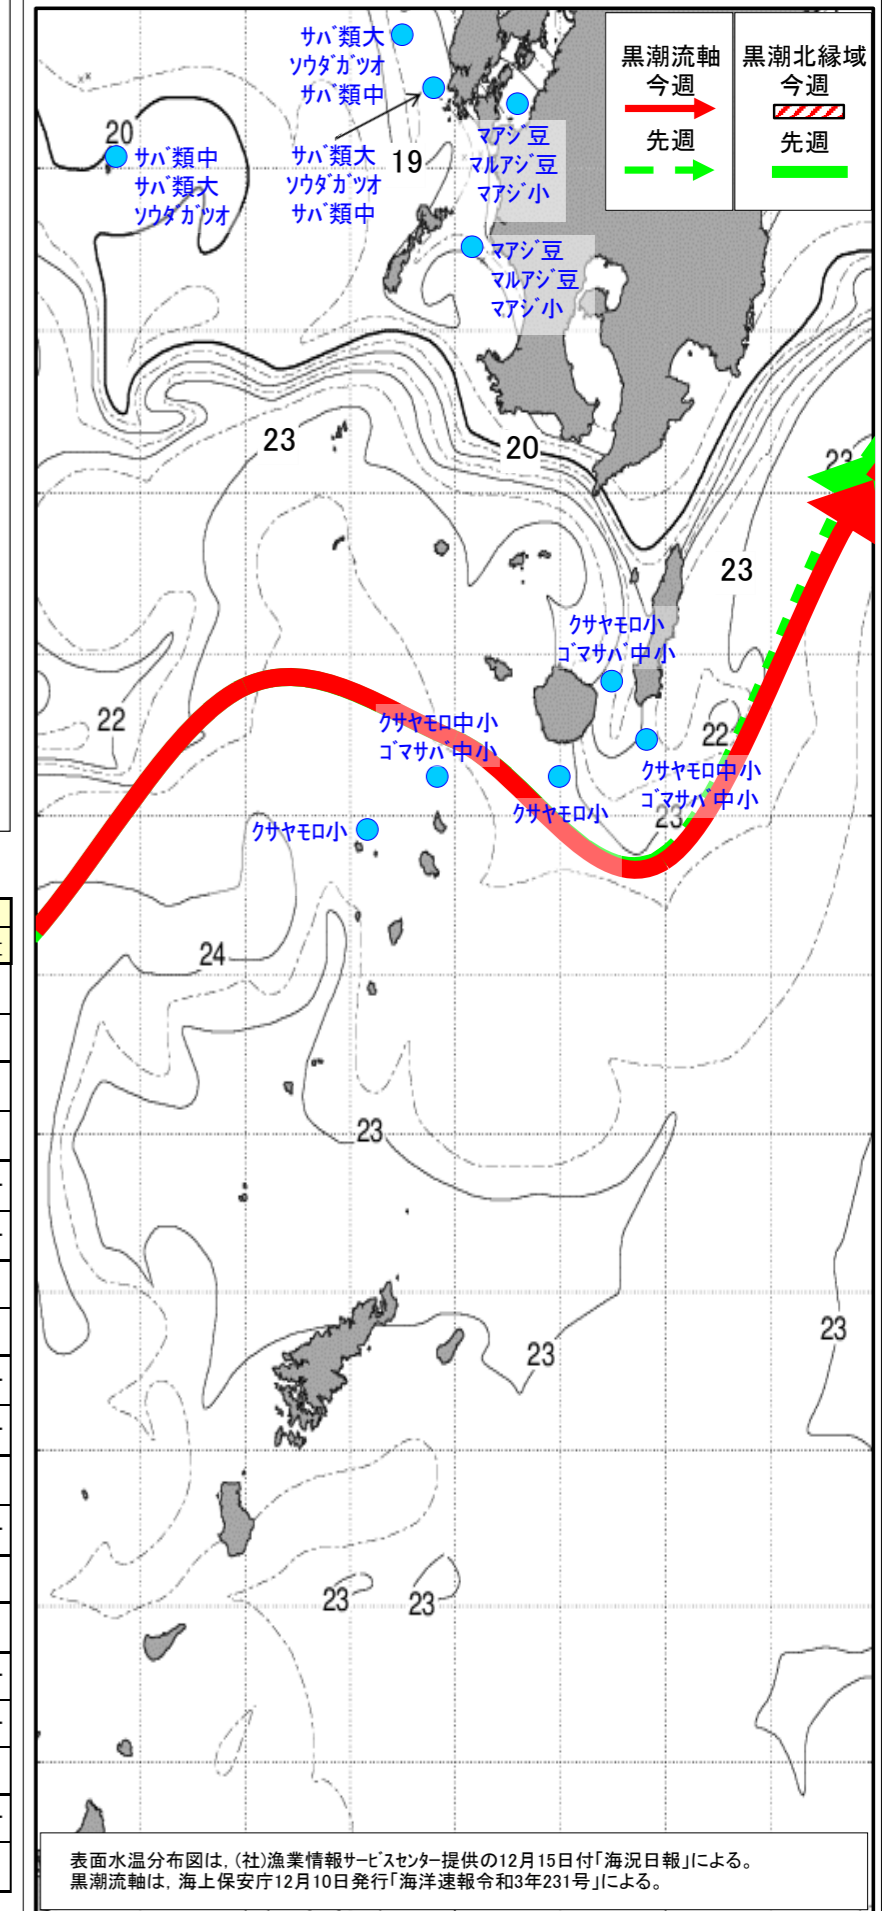 黒潮流軸
今週
先週
黒潮北縁域
今週
先週
サバ類大
ソウダガツオ
サバ類中
20
サバ類中
サバ類大
ソウダガツオ
サバ類大
ソウダガツオ
サバ類中
19
マアジ豆
マルアジ豆
マアジ小
マアジ豆
マルアジ豆
マアジ小
23
20
23
23
クサヤモロ小
ゴマサバ中小
22
クサヤモロ中小
ゴマサバ中小
22
クサヤモロ中小
ゴマサバ中小
クサヤモロ小
クサヤモロ小
23
24
23
23
23
23
23
表面水温分布図は，(社)漁業情報サービスセンター提供の12月15日付「海況日報」による。
黒潮流軸は，海上保安庁12月10日発行「海洋速報令和3年231号」による。